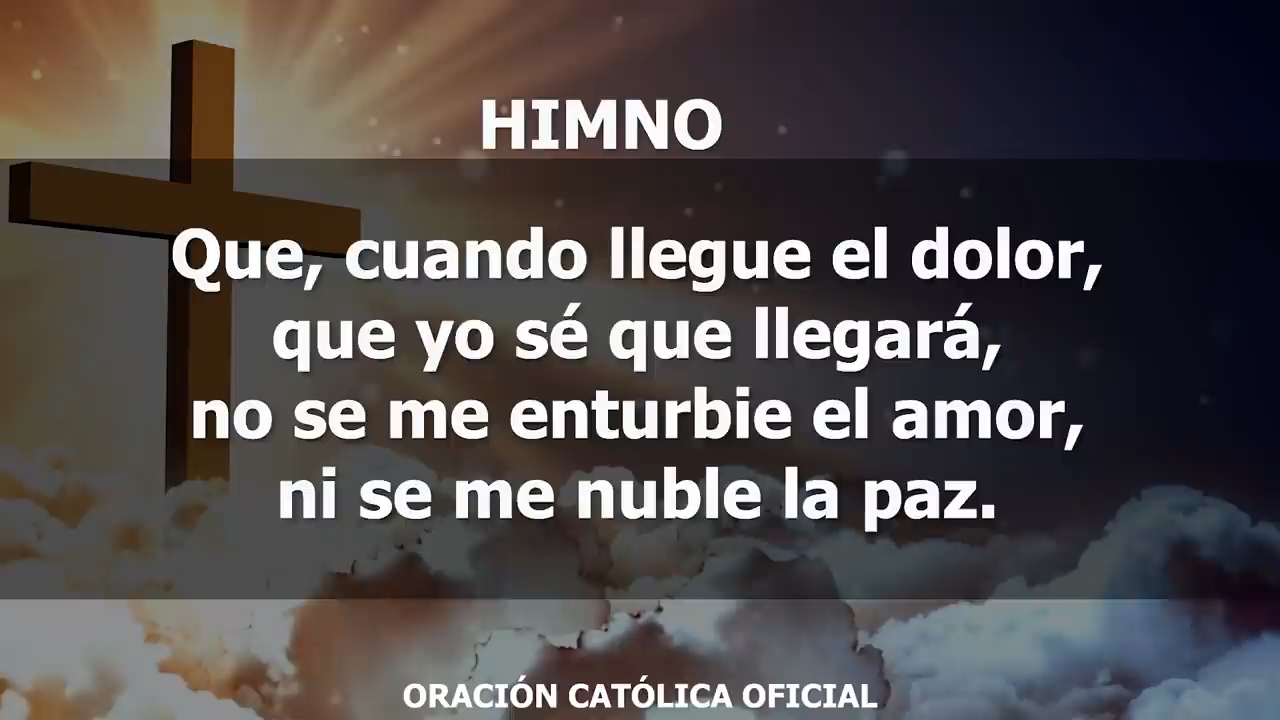 HIMNO
Que, cuando llegue el dolor,
que yo sé que llegará,
no se me enturbie el amor,
ni se me nuble la paz.
ORACIÓN CATÓLICA OFICIAL